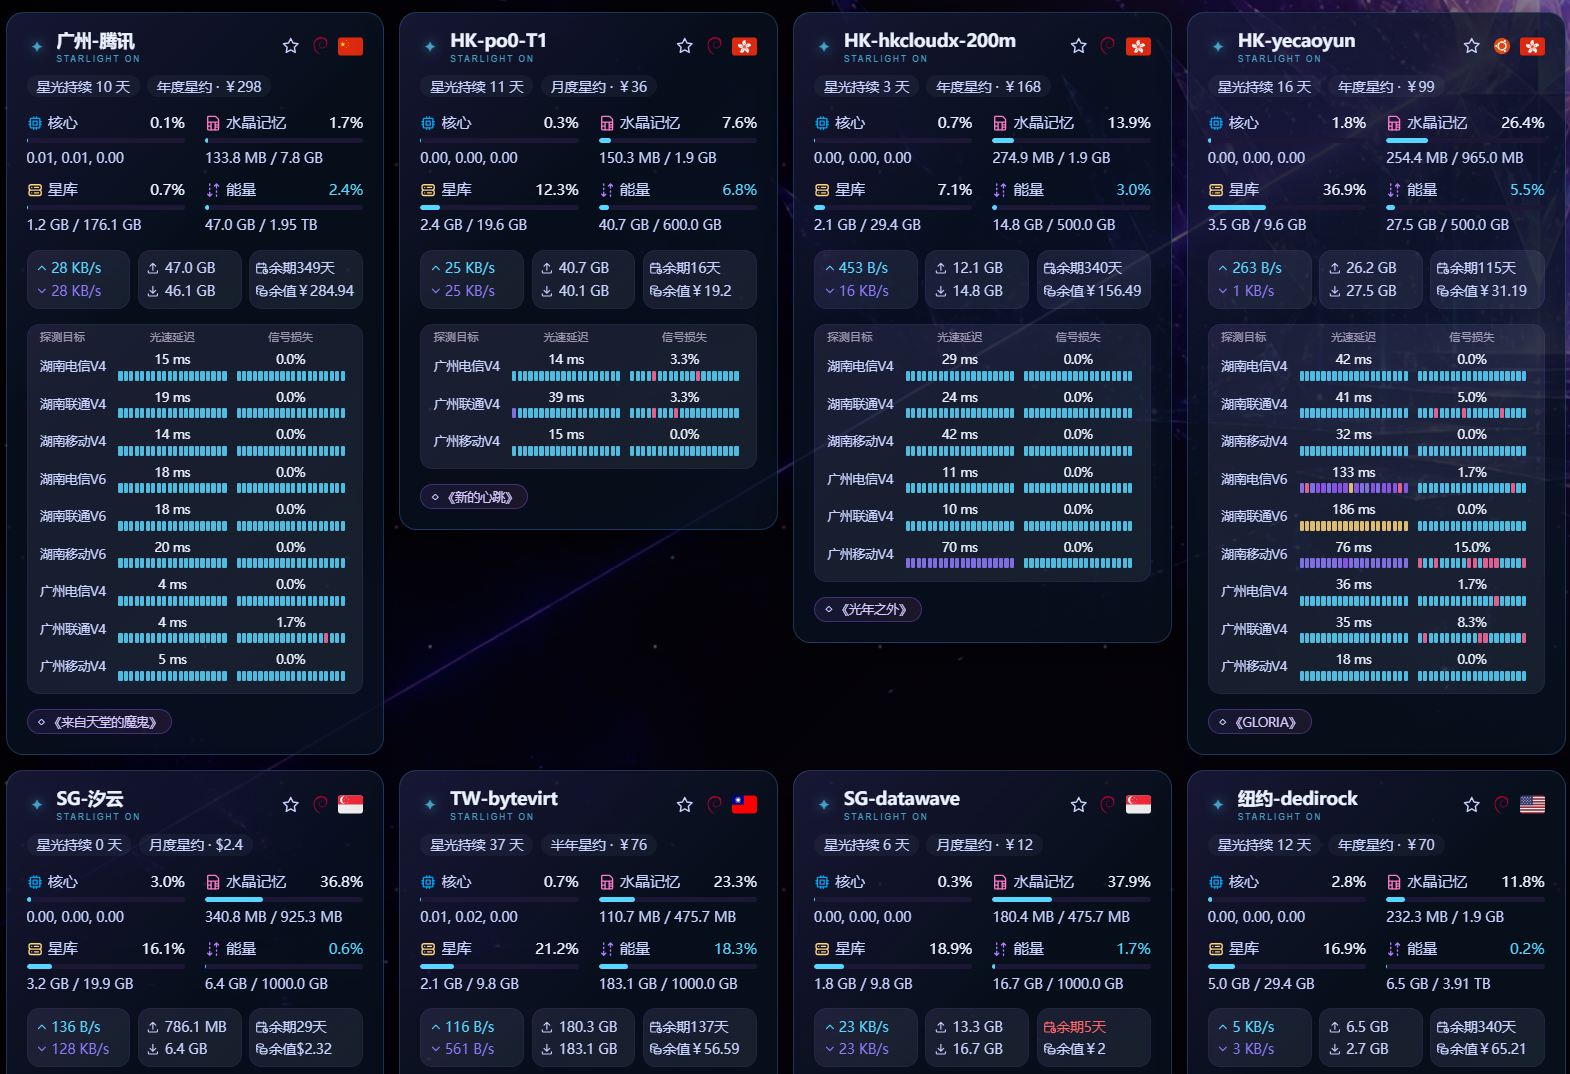 广州-腾讯
STARLIGHT ON
星光持续 10 天 年度星约 · ¥298
核心 0.1% 水晶记忆 1.7%
0.01, 0.01, 0.00 133.8 MB / 7.8 GB
星库 0.7% 能量 2.4%
1.2 GB / 176.1 GB 47.0 GB / 1.95 TB
28 KB/s 47.0 GB 余期349天
28 KB/s 46.1 GB 余值¥284.94
探测目标 光速延迟 信号损失
湖南电信V4 15 ms 0.0%
湖南联通V4 19 ms 0.0%
湖南移动V4 14 ms 0.0%
湖南电信V6 18 ms 0.0%
湖南联通V6 18 ms 0.0%
湖南移动V6 20 ms 0.0%
广州电信V4 4 ms 0.0%
广州联通V4 4 ms 1.7%
广州移动V4 5 ms 0.0%
◇ 《来自天堂的魔鬼》
HK-po0-T1
STARLIGHT ON
星光持续 11 天 月度星约 · ¥36
核心 0.3% 水晶记忆 7.6%
0.00, 0.00, 0.00 150.3 MB / 1.9 GB
星库 12.3% 能量 6.8%
2.4 GB / 19.6 GB 40.7 GB / 600.0 GB
25 KB/s 40.7 GB 余期16天
25 KB/s 40.1 GB 余值¥19.2
探测目标 光速延迟 信号损失
广州电信V4 14 ms 3.3%
广州联通V4 39 ms 3.3%
广州移动V4 15 ms 0.0%
◇ 《新的心跳》
HK-hkcloudx-200m
STARLIGHT ON
星光持续 3 天 年度星约 · ¥168
核心 0.7% 水晶记忆 13.9%
0.00, 0.00, 0.00 274.9 MB / 1.9 GB
星库 7.1% 能量 3.0%
2.1 GB / 29.4 GB 14.8 GB / 500.0 GB
453 B/s 12.1 GB 余期340天
16 KB/s 14.8 GB 余值¥156.49
探测目标 光速延迟 信号损失
湖南电信V4 29 ms 0.0%
湖南联通V4 24 ms 0.0%
湖南移动V4 42 ms 0.0%
广州电信V4 11 ms 0.0%
广州联通V4 10 ms 0.0%
广州移动V4 70 ms 0.0%
◇ 《光年之外》
HK-yecaoyun
STARLIGHT ON
星光持续 16 天 年度星约 · ¥99
核心 1.8% 水晶记忆 26.4%
0.00, 0.00, 0.00 254.4 MB / 965.0 MB
星库 36.9% 能量 5.5%
3.5 GB / 9.6 GB 27.5 GB / 500.0 GB
263 B/s 26.2 GB 余期115天
1 KB/s 27.5 GB 余值¥31.19
探测目标 光速延迟 信号损失
湖南电信V4 42 ms 0.0%
湖南联通V4 41 ms 5.0%
湖南移动V4 32 ms 0.0%
湖南电信V6 133 ms 1.7%
湖南联通V6 186 ms 0.0%
湖南移动V6 76 ms 15.0%
广州电信V4 36 ms 1.7%
广州联通V4 35 ms 8.3%
广州移动V4 18 ms 0.0%
◇ 《GLORIA》
SG-汐云
STARLIGHT ON
星光持续 0 天 月度星约 · $2.4
核心 3.0% 水晶记忆 36.8%
0.00, 0.00, 0.00 340.8 MB / 925.3 MB
星库 16.1% 能量 0.6%
3.2 GB / 19.9 GB 6.4 GB / 1000.0 GB
136 B/s 786.1 MB 余期29天
128 KB/s 6.4 GB 余值$2.32
TW-bytevirt
STARLIGHT ON
星光持续 37 天 半年星约 · ¥76
核心 0.7% 水晶记忆 23.3%
0.01, 0.02, 0.00 110.7 MB / 475.7 MB
星库 21.2% 能量 18.3%
2.1 GB / 9.8 GB 183.1 GB / 1000.0 GB
116 B/s 180.3 GB 余期137天
561 B/s 183.1 GB 余值¥56.59
SG-datawave
STARLIGHT ON
星光持续 6 天 月度星约 · ¥12
核心 0.3% 水晶记忆 37.9%
0.00, 0.00, 0.00 180.4 MB / 475.7 MB
星库 18.9% 能量 1.7%
1.8 GB / 9.8 GB 16.7 GB / 1000.0 GB
23 KB/s 13.3 GB 余期5天
23 KB/s 16.7 GB 余值¥2
纽约-dedirock
STARLIGHT ON
星光持续 12 天 年度星约 · ¥70
核心 2.8% 水晶记忆 11.8%
0.00, 0.00, 0.00 232.3 MB / 1.9 GB
星库 16.9% 能量 0.2%
5.0 GB / 29.4 GB 6.5 GB / 3.91 TB
5 KB/s 6.5 GB 余期340天
3 KB/s 2.7 GB 余值¥65.21